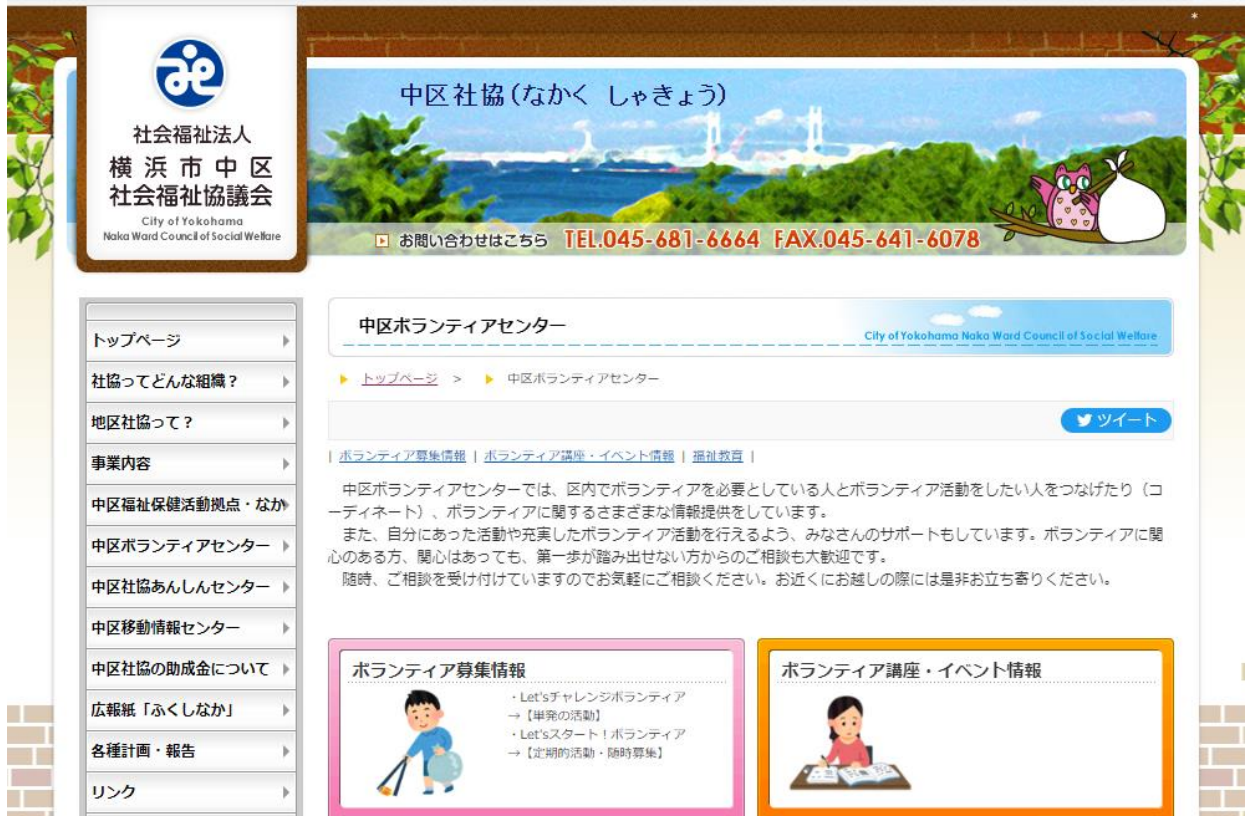 *
社会福祉法人
横浜市中区
社会福祉協議会
City of Yokohama
Naka Ward Council of Social Welfare
中区社協(なかく しゃきょう)
お問い合わせはこちら TEL.045-681-6664 FAX.045-641-6078
トップページ
社協ってどんな組織？
地区社協って？
事業内容
中区福祉保健活動拠点・なか
中区ボランティアセンター
中区社協あんしんセンター
中区移動情報センター
中区社協の助成金について
広報紙「ふくしなか」
各種計画・報告
リンク
中区ボランティアセンター
City of Yokohama Naka Ward Council of Social Welfare
トップページ > 中区ボランティアセンター
ツイート
| ボランティア募集情報 | ボランティア講座・イベント情報 | 福祉教育 |
中区ボランティアセンターでは、区内でボランティアを必要としている人とボランティア活動をしたい人をつなげたり（コ
ーディネート）、ボランティアに関するさまざまな情報提供をしています。
また、自分にあった活動や充実したボランティア活動を行えるよう、みなさんのサポートもしています。ボランティアに関
心のある方、関心はあっても、第一歩が踏み出せない方からのご相談も大歓迎です。
随時、ご相談を受け付けていますのでお気軽にご相談ください。お近くにお越しの際には是非お立ち寄りください。
ボランティア募集情報
・Let'sチャレンジボランティア
→【単発の活動】
・Let'sスタート！ボランティア
→【定期的活動・随時募集】
ボランティア講座・イベント情報